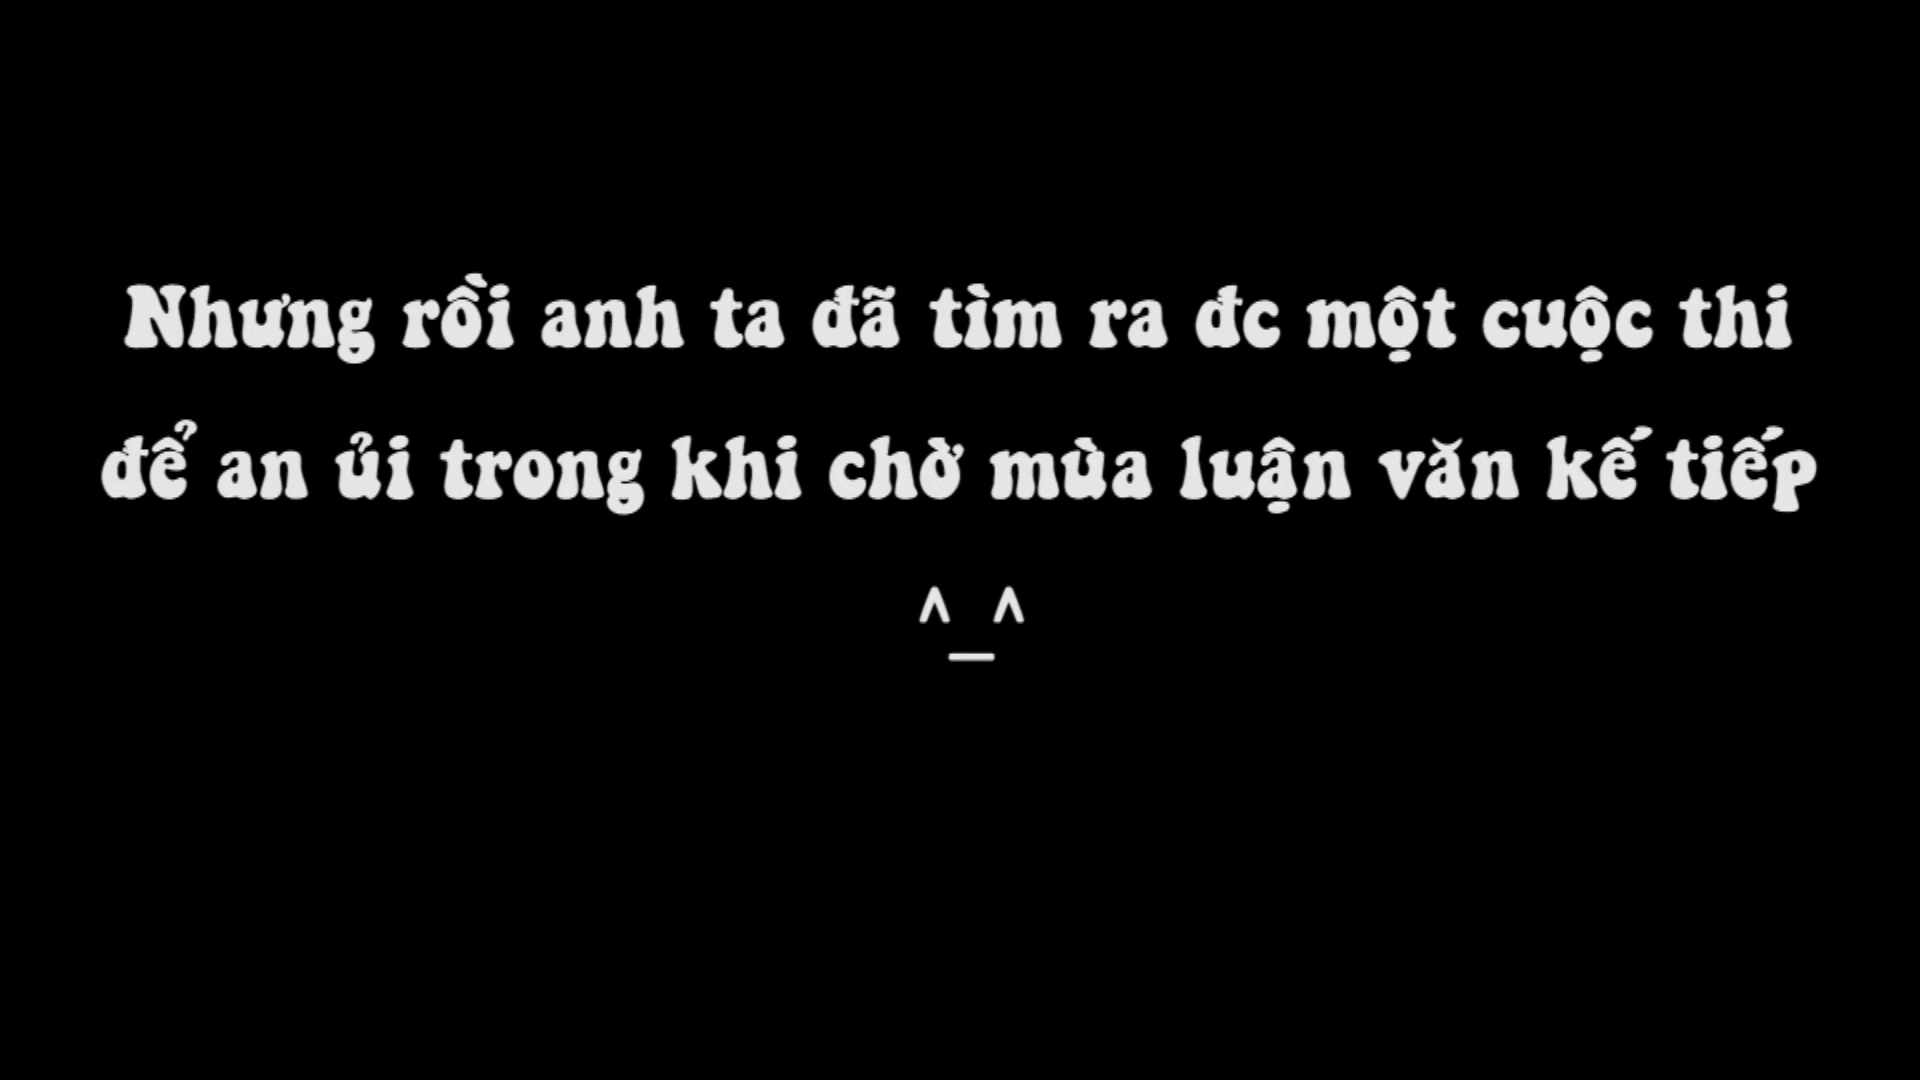 Nhưng rồi anh ta đã tìm ra đc một cuộc thi
để an ủi trong khi chờ mùa luận văn kế tiếp
^_^